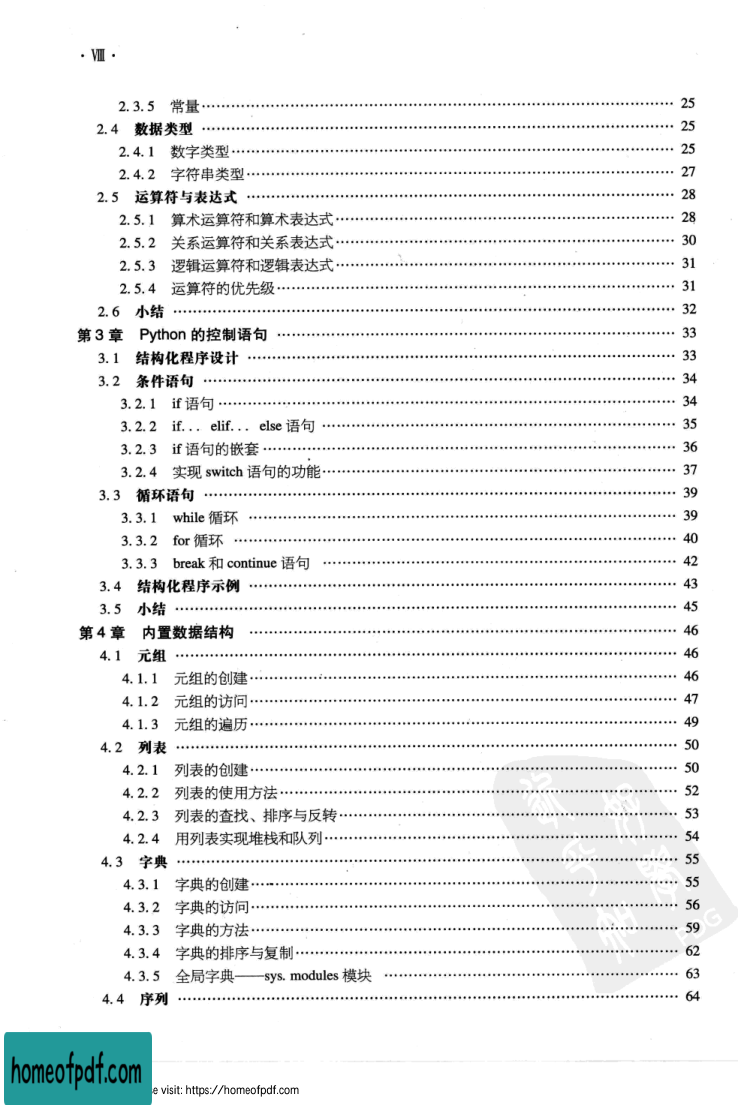 · Ⅷ ·
2.3.5 常量 25
2.4 数据类型 25
2.4.1 数字类型 25
2.4.2 字符串类型 27
2.5 运算符与表达式 28
2.5.1 算术运算符和算术表达式 28
2.5.2 关系运算符和关系表达式 30
2.5.3 逻辑运算符和逻辑表达式 31
2.5.4 运算符的优先级 31
2.6 小结 32
第3章 Python 的控制语句 33
3.1 结构化程序设计 33
3.2 条件语句 34
3.2.1 if 语句 34
3.2.2 if... elif... else 语句 35
3.2.3 if 语句的嵌套 36
3.2.4 实现 switch 语句的功能 37
3.3 循环语句 39
3.3.1 while 循环 39
3.3.2 for 循环 40
3.3.3 break 和 continue 语句 42
3.4 结构化程序示例 43
3.5 小结 45
第4章 内置数据结构 46
4.1 元组 46
4.1.1 元组的创建 46
4.1.2 元组的访问 47
4.1.3 元组的遍历 49
4.2 列表 50
4.2.1 列表的创建 50
4.2.2 列表的使用方法 52
4.2.3 列表的查找、排序与反转 53
4.2.4 用列表实现堆栈和队列 54
4.3 字典 55
4.3.1 字典的创建 55
4.3.2 字典的访问 56
4.3.3 字典的方法 59
4.3.4 字典的排序与复制 62
4.3.5 全局字典——sys. modules 模块 63
4.4 序列 64
homeofpdf.com
e visit: https://homeofpdf.com